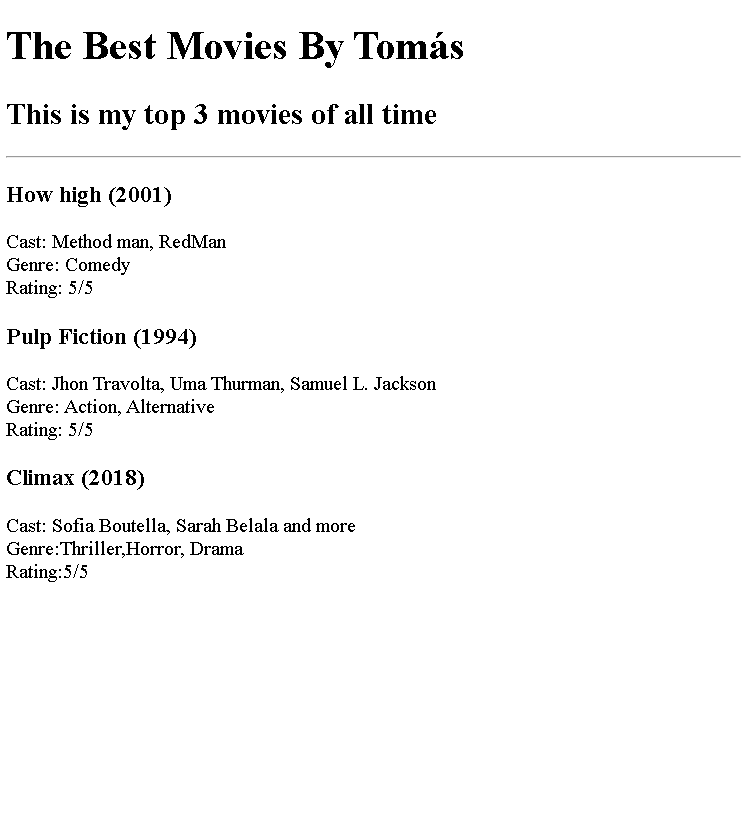 The Best Movies By Tomás
This is my top 3 movies of all time
How high (2001)
Cast: Method man, RedMan
Genre: Comedy
Rating: 5/5
Pulp Fiction (1994)
Cast: Jhon Travolta, Uma Thurman, Samuel L. Jackson
Genre: Action, Alternative
Rating: 5/5
Climax (2018)
Cast: Sofia Boutella, Sarah Belala and more
Genre:Thriller,Horror, Drama
Rating:5/5